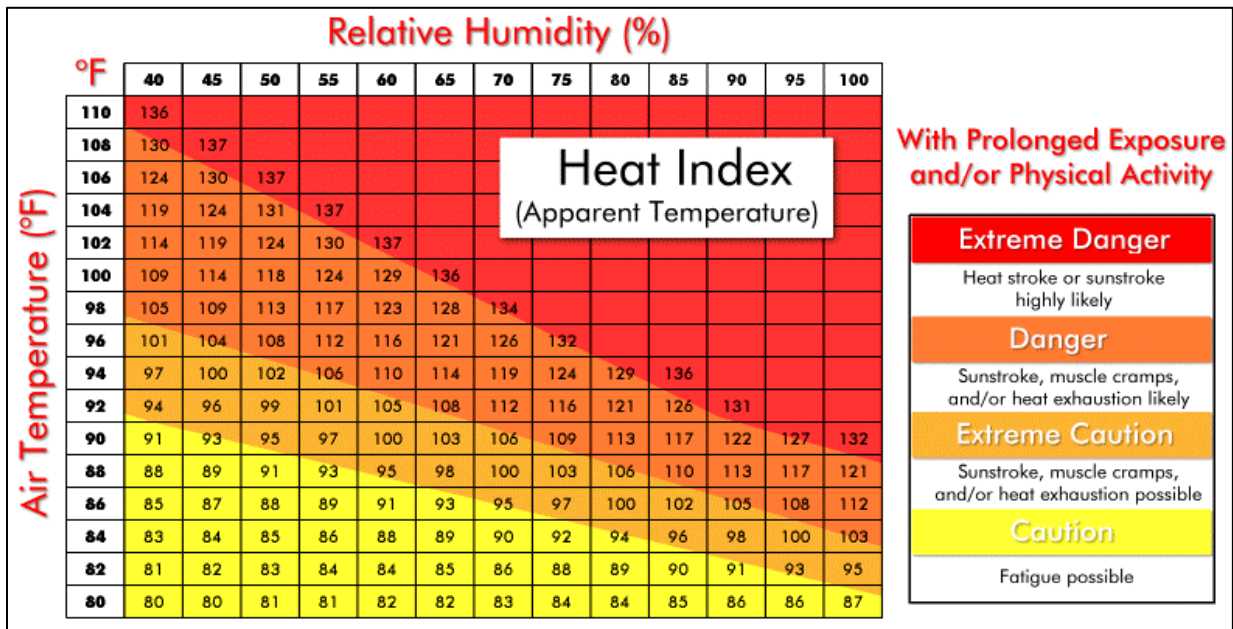 Relative Humidity (%)
°F 40 45 50 55 60 65 70 75 80 85 90 95 100
110 136
108 130 137
106 124 130 137
104 119 124 131 137
102 114 119 124 130 137
100 109 114 118 124 129 136
98 105 109 113 117 123 128 134
96 101 104 108 112 116 121 126 132
94 97 100 102 106 110 114 119 124 129 136
92 94 96 99 101 105 108 112 116 121 126 131
90 91 93 95 97 100 103 106 109 113 117 122 127 132
88 88 89 91 93 95 98 100 103 106 110 113 117 121
86 85 87 88 89 91 93 95 97 100 102 105 108 112
84 83 84 85 86 88 89 90 92 94 96 98 100 103
82 81 82 83 84 84 85 86 88 89 90 91 93 95
80 80 80 81 81 82 82 83 84 84 85 86 86 87
Air Temperature (°F)
Heat Index
(Apparent Temperature)
With Prolonged Exposure
and/or Physical Activity
Extreme Danger
Heat stroke or sunstroke
highly likely
Danger
Sunstroke, muscle cramps,
and/or heat exhaustion likely
Extreme Caution
Sunstroke, muscle cramps,
and/or heat exhaustion possible
Caution
Fatigue possible